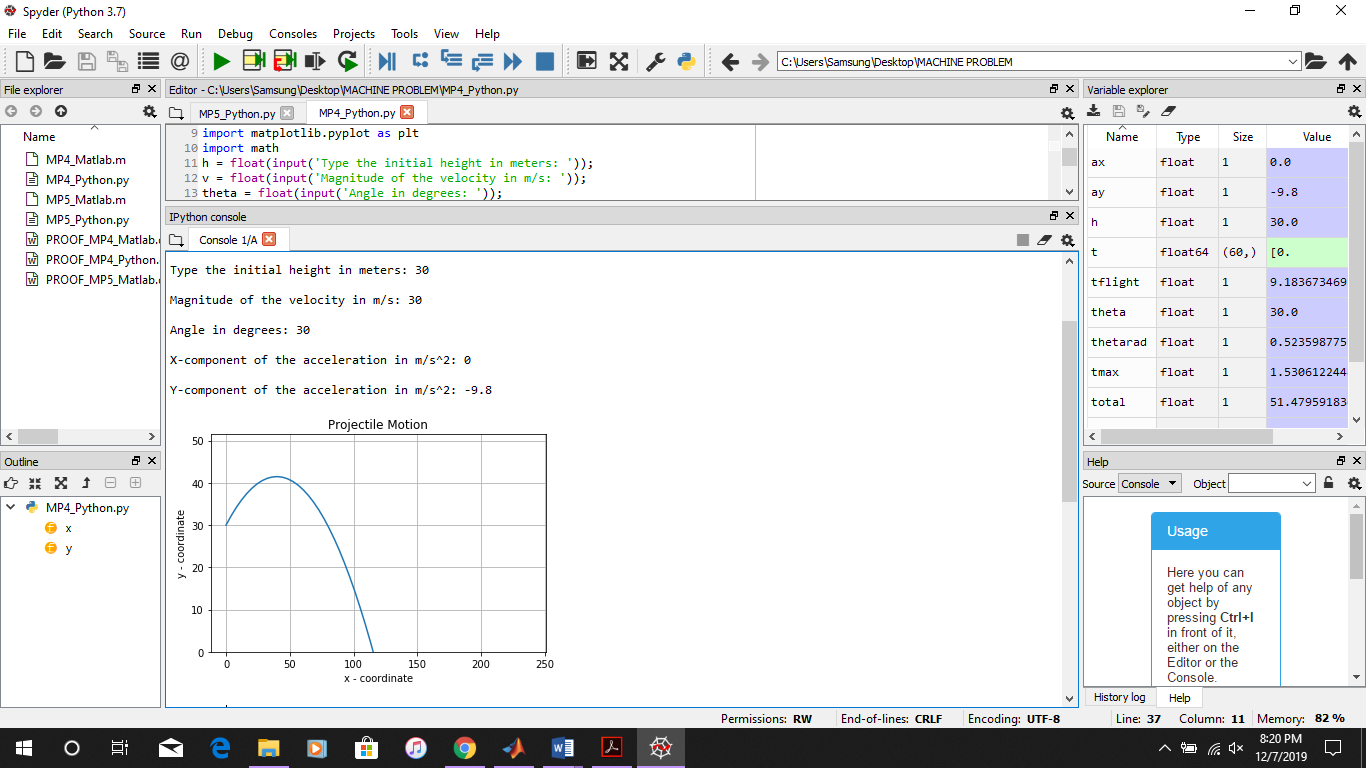 Spyder (Python 3.7)
File Edit Search Source Run Debug Consoles Projects Tools View Help
C:\Users\Samsung\Desktop\MACHINE PROBLEM
File explorer
Name
MP4_Matlab.m
MP4_Python.py
MP5_Matlab.m
MP5_Python.py
PROOF_MP4_Matlab.
PROOF_MP4_Python.
PROOF_MP5_Matlab.
Outline
MP4_Python.py
x
y
Editor - C:\Users\Samsung\Desktop\MACHINE PROBLEM\MP4_Python.py
MP5_Python.py MP4_Python.py
9 import matplotlib.pyplot as plt
10 import math
11 h = float(input('Type the initial height in meters: '));
12 v = float(input('Magnitude of the velocity in m/s: '));
13 theta = float(input('Angle in degrees: '));
IPython console
Console 1/A
Type the initial height in meters: 30
Magnitude of the velocity in m/s: 30
Angle in degrees: 30
X-component of the acceleration in m/s^2: 0
Y-component of the acceleration in m/s^2: -9.8
Projectile Motion
50
40
30
20
10
0
y - coordinate
0 50 100 150 200 250
x - coordinate
Variable explorer
Name Type Size Value
ax float 1 0.0
ay float 1 -9.8
h float 1 30.0
t float64 (60,) [0.
tflight float 1 9.183673469
theta float 1 30.0
thetarad float 1 0.523598775
tmax float 1 1.530612244
total float 1 51.47959183
Help
Source Console Object
Usage
Here you can
get help of any
object by
pressing Ctrl+I
in front of it,
either on the
Editor or the
Console.
History log Help
Permissions: RW End-of-lines: CRLF Encoding: UTF-8 Line: 37 Column: 11 Memory: 82 %
8:20 PM
12/7/2019